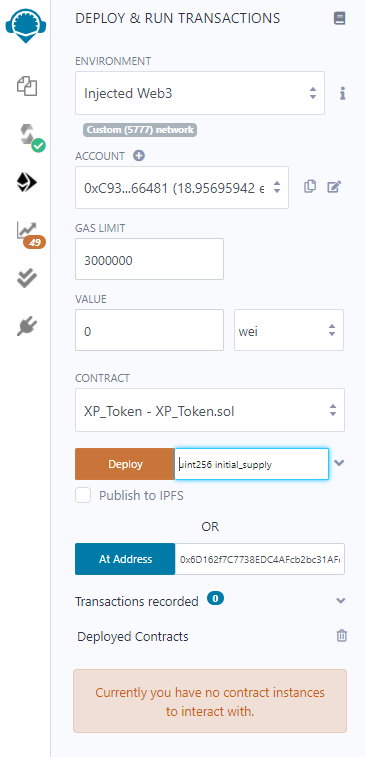 DEPLOY & RUN TRANSACTIONS
ENVIRONMENT
Injected Web3
Custom (5777) network
ACCOUNT
0xC93...66481 (18.95695942 e
GAS LIMIT
3000000
49
VALUE
0 wei
CONTRACT
XP_Token - XP_Token.sol
Deploy uint256 initial_supply
Publish to IPFS
OR
At Address 0x6D162f7C7738EDC4AFcb2bc31AF
Transactions recorded 0
Deployed Contracts
Currently you have no contract instances
to interact with.